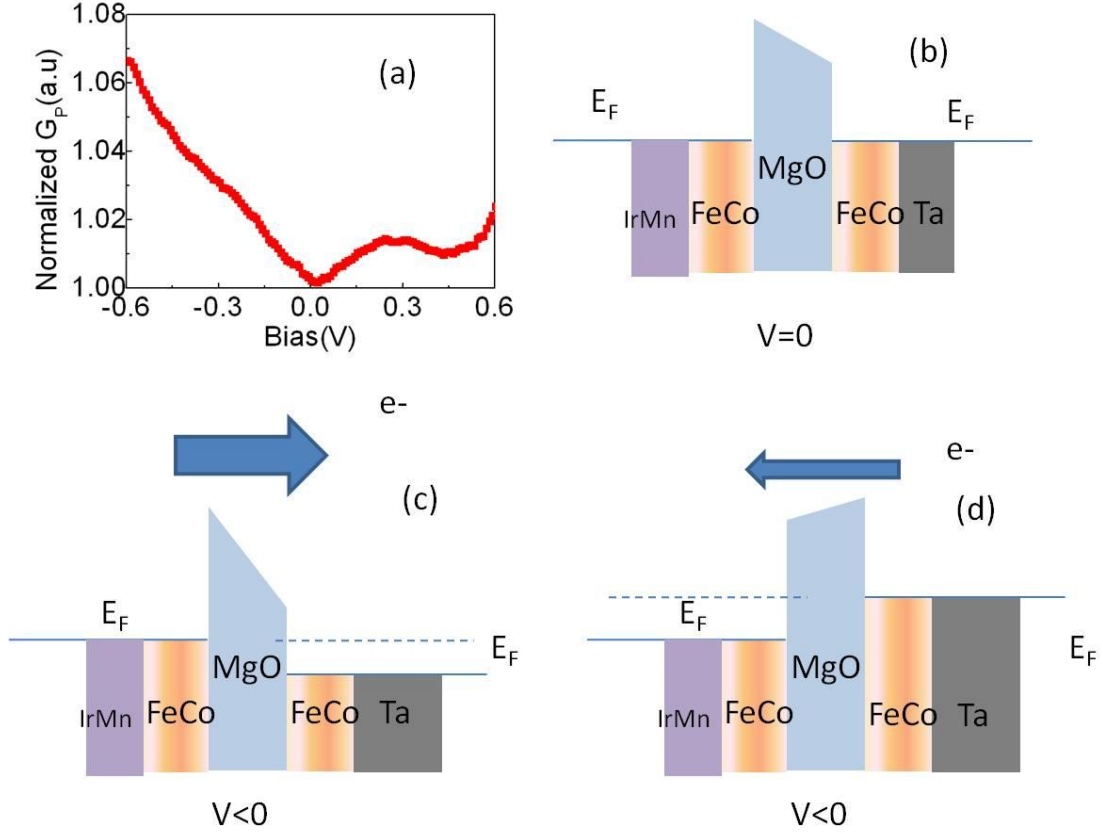 1.08
1.06
1.04
1.02
1.00
Normalized G_P(a.u)
-0.6 -0.3 0.0 0.3 0.6
Bias(V)
(a)
(b)
E_F E_F
IrMn FeCo MgO FeCo Ta
V=0
e-
(c)
E_F E_F
IrMn FeCo MgO FeCo Ta
V<0
e-
(d)
E_F E_F
IrMn FeCo MgO FeCo Ta
V<0